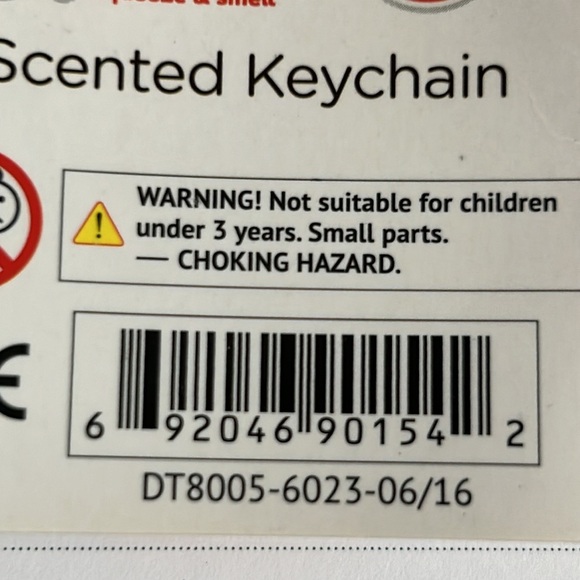 & smell
Scented Keychain
WARNING! Not suitable for children
under 3 years. Small parts.
— CHOKING HAZARD.
6 92046 90154 2
DT8005-6023-06/16